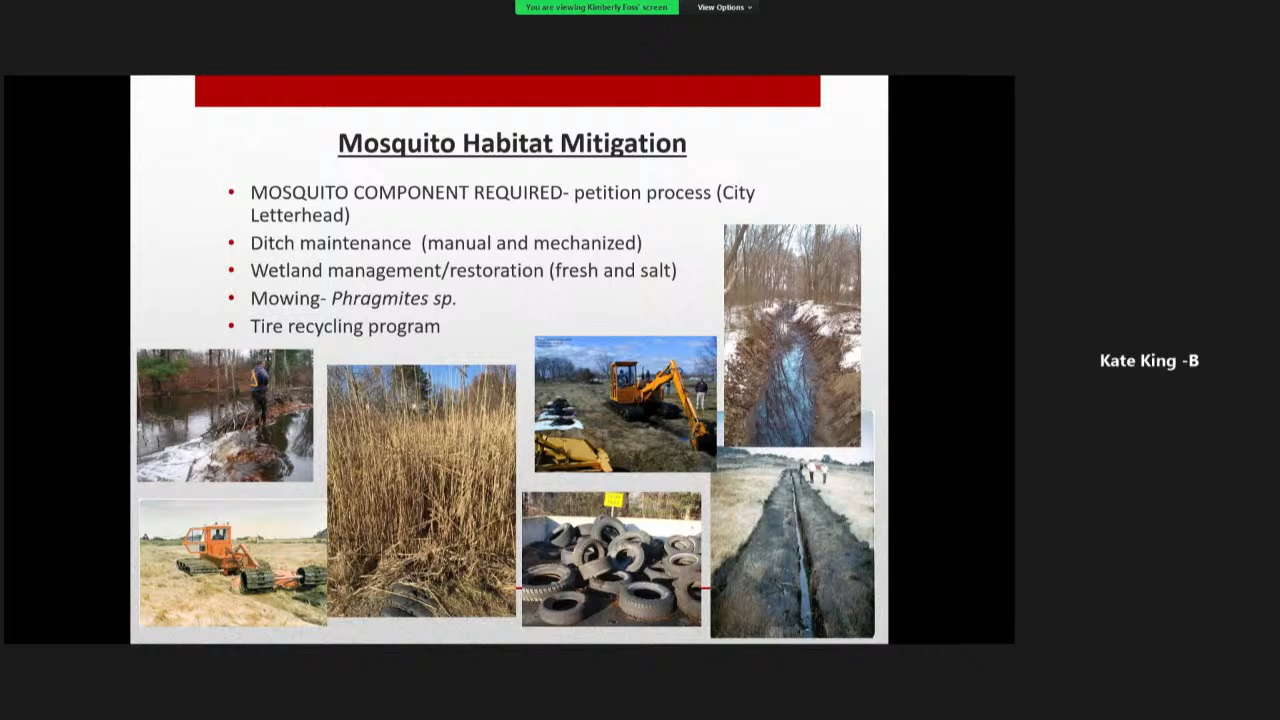 You are viewing Kimberly Foss' screen
View Options
Mosquito Habitat Mitigation
• MOSQUITO COMPONENT REQUIRED- petition process (City
Letterhead)
• Ditch maintenance (manual and mechanized)
• Wetland management/restoration (fresh and salt)
• Mowing- Phragmites sp.
• Tire recycling program
Kate King -B